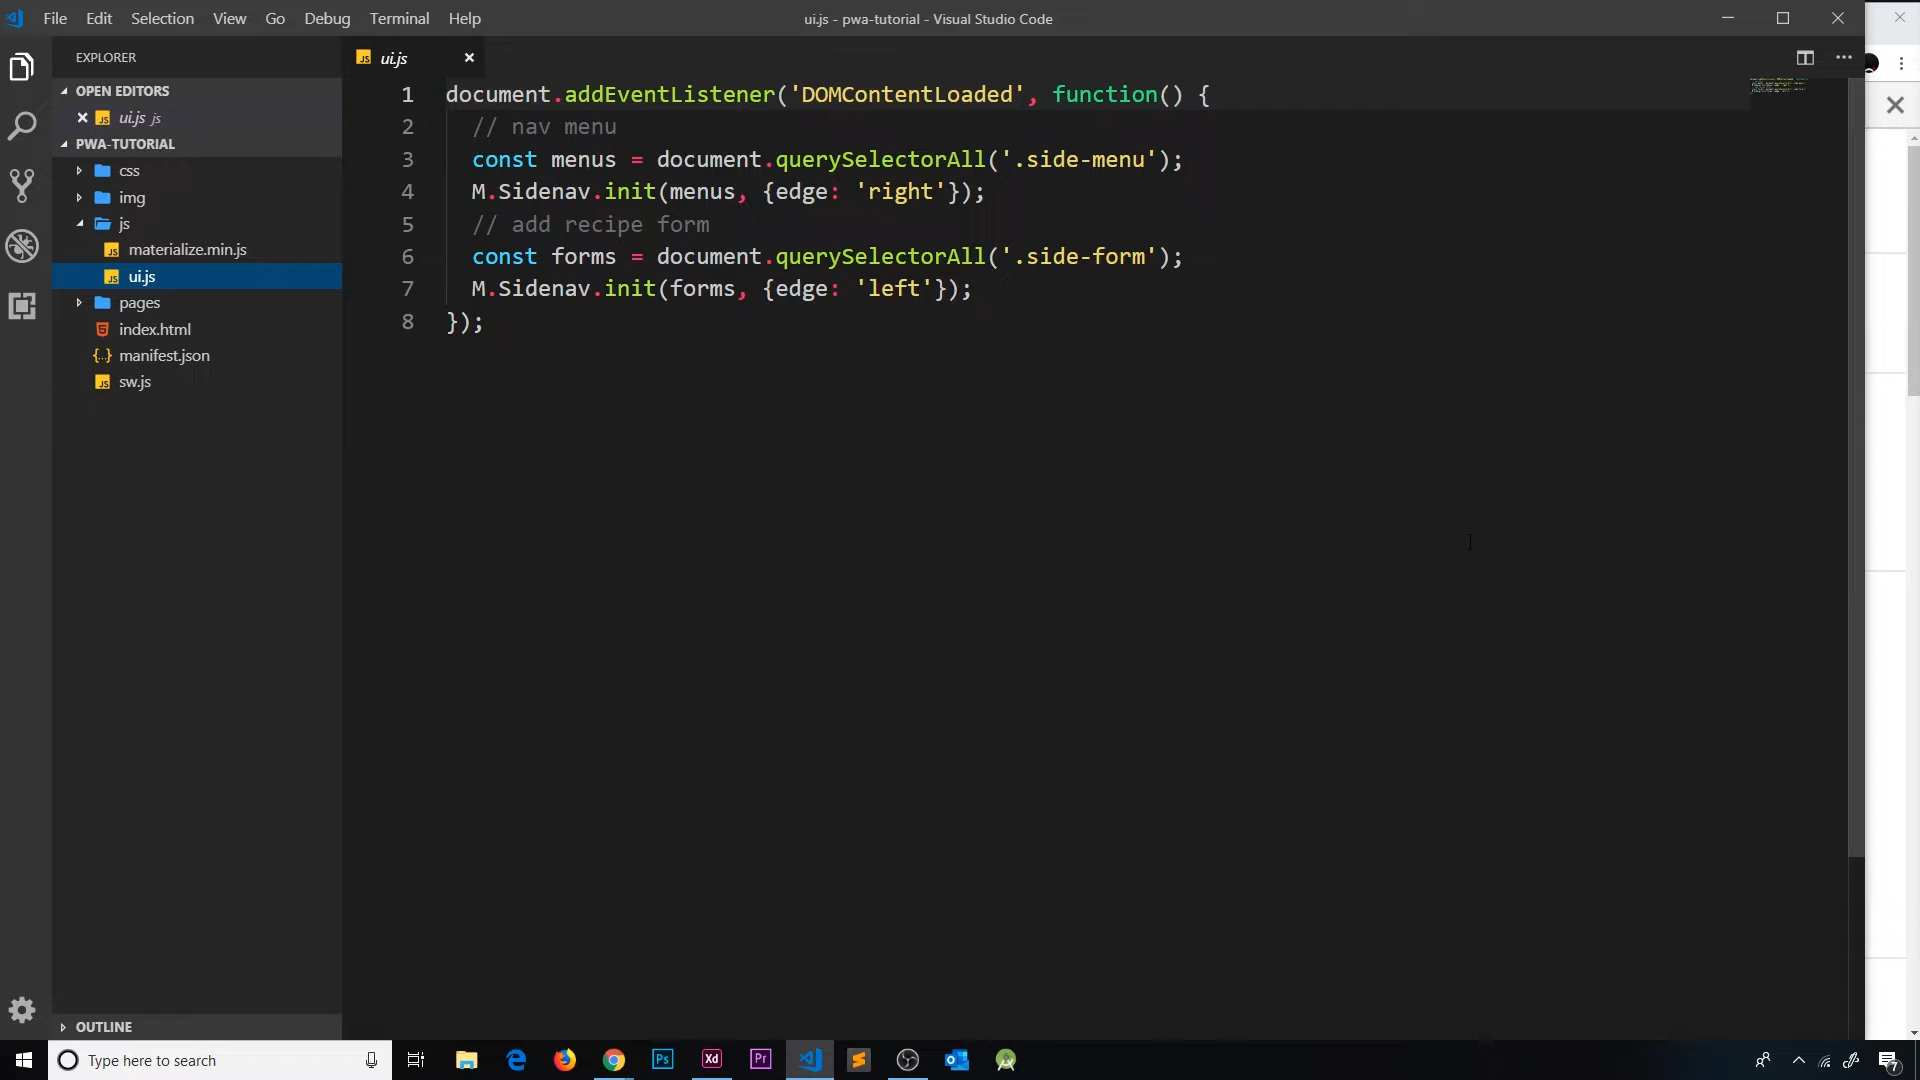 File Edit Selection View Go Debug Terminal Help
ui.js - pwa-tutorial - Visual Studio Code
EXPLORER
OPEN EDITORS
ui.js js
PWA-TUTORIAL
css
img
js
materialize.min.js
ui.js
pages
index.html
manifest.json
sw.js
OUTLINE
ui.js
1 document.addEventListener('DOMContentLoaded', function() {
2 // nav menu
3 const menus = document.querySelectorAll('.side-menu');
4 M.Sidenav.init(menus, {edge: 'right'});
5 // add recipe form
6 const forms = document.querySelectorAll('.side-form');
7 M.Sidenav.init(forms, {edge: 'left'});
8 });
Type here to search
Ps
Xd
Pr
7